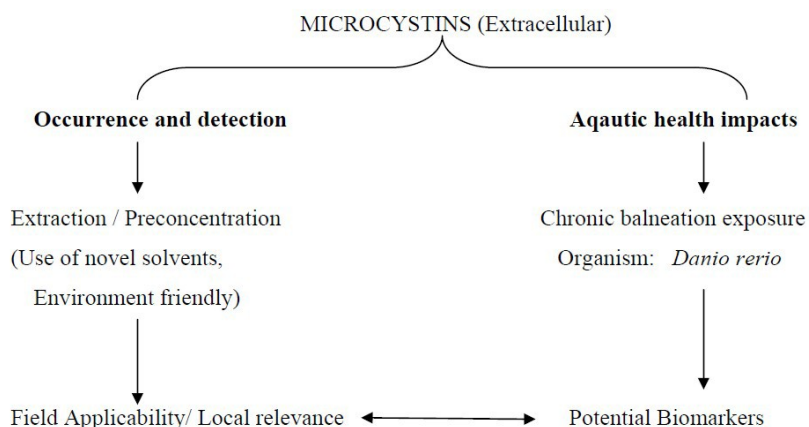 MICROCYSTINS (Extracellular)
Occurrence and detection
Extraction / Preconcentration
(Use of novel solvents,
Environment friendly)
Field Applicability/ Local relevance
Aqautic health impacts
Chronic balneation exposure
Organism: Danio rerio
Potential Biomarkers